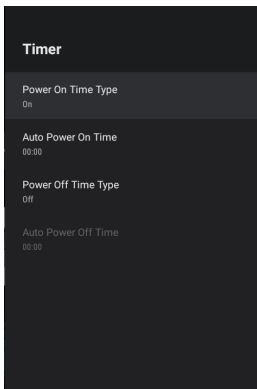 Timer
Power On Time Type
On
Auto Power On Time
00:00
Power Off Time Type
Off
Auto Power Off Time
00:00